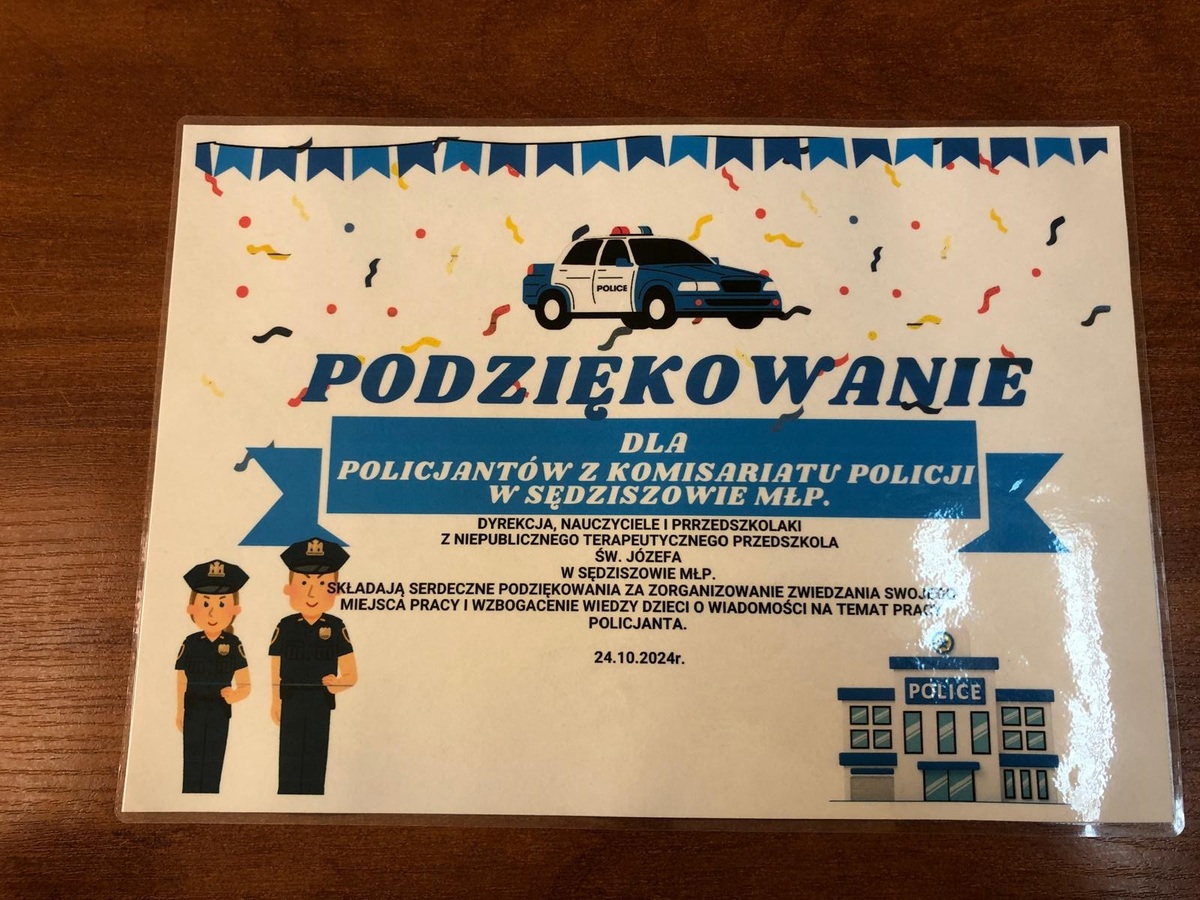 POLICE
PODZIĘKOWANIE
DLA
POLICJANTÓW Z KOMISARIATU POLICJI
W SĘDZISZOWIE MŁP.
DYREKCJA, NAUCZYCIELE I PRRZEDSZKOLAKI
Z NIEPUBLICZNEGO TERAPEUTYCZNEGO PRZEDSZKOLA
ŚW. JÓZEFA
W SĘDZISZOWIE MŁP.
SKŁADAJĄ SERDECZNE PODZIĘKOWANIA ZA ZORGANIZOWANIE ZWIEDZANIA SWOJEGO
MIEJSCA PRACY I WZBOGACENIE WIEDZY DZIECI O WIADOMOŚCI NA TEMAT PRACY
POLICJANTA.
24.10.2024r.
POLICE